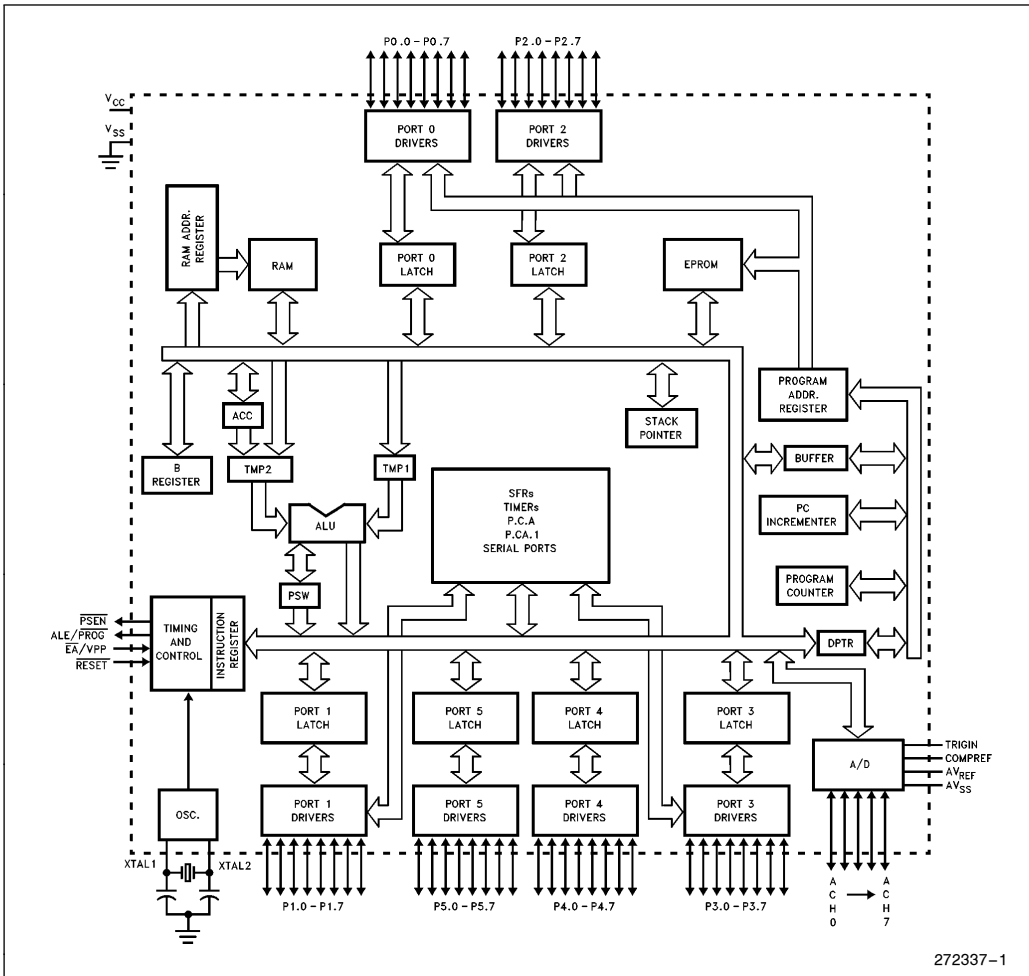 P0.0 – P0.7
P2.0 – P2.7
VCC
VSS
PORT 0
DRIVERS
PORT 2
DRIVERS
RAM ADDR.
REGISTER
RAM
PORT 0
LATCH
PORT 2
LATCH
EPROM
PROGRAM
ADDR.
REGISTER
ACC
STACK
POINTER
B
REGISTER
TMP2
TMP1
BUFFER
SFRs
TIMERs
P.C.A
P.CA.1
SERIAL PORTS
ALU
PC
INCREMENTER
PSW
PROGRAM
COUNTER
PSEN
ALE/PROG
EA/VPP
RESET
TIMING
AND
CONTROL
INSTRUCTION
REGISTER
DPTR
PORT 1
LATCH
PORT 5
LATCH
PORT 4
LATCH
PORT 3
LATCH
A/D
TRIGIN
COMPREF
AVREF
AVSS
OSC.
PORT 1
DRIVERS
PORT 5
DRIVERS
PORT 4
DRIVERS
PORT 3
DRIVERS
XTAL1
XTAL2
P1.0 – P1.7
P5.0 – P5.7
P4.0 – P4.7
P3.0 – P3.7
ACH0 → ACH7
272337–1